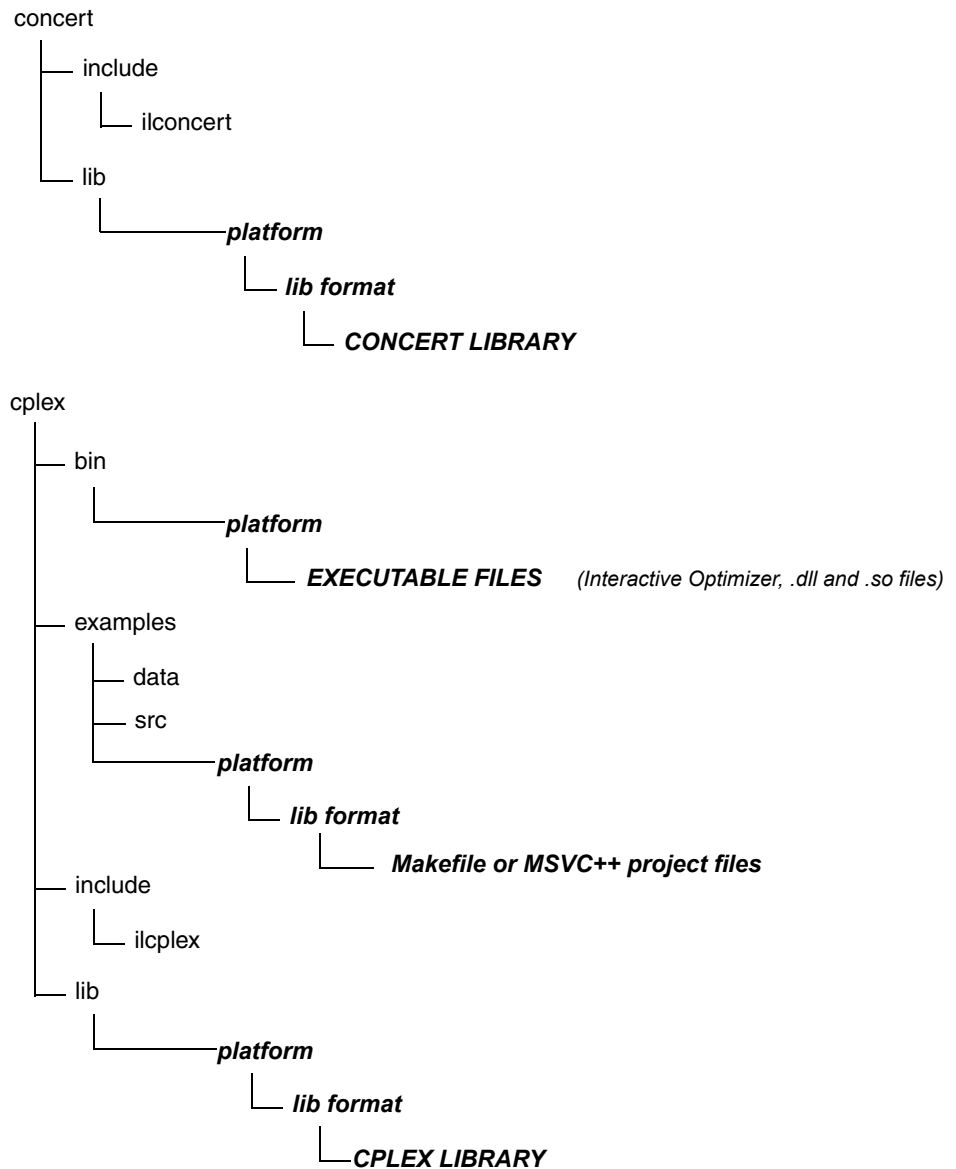 concert
include
ilconcert
lib
platform
lib format
CONCERT LIBRARY
cplex
bin
platform
EXECUTABLE FILES (Interactive Optimizer, .dll and .so files)
examples
data
src
platform
lib format
Makefile or MSVC++ project files
include
ilcplex
lib
platform
lib format
CPLEX LIBRARY